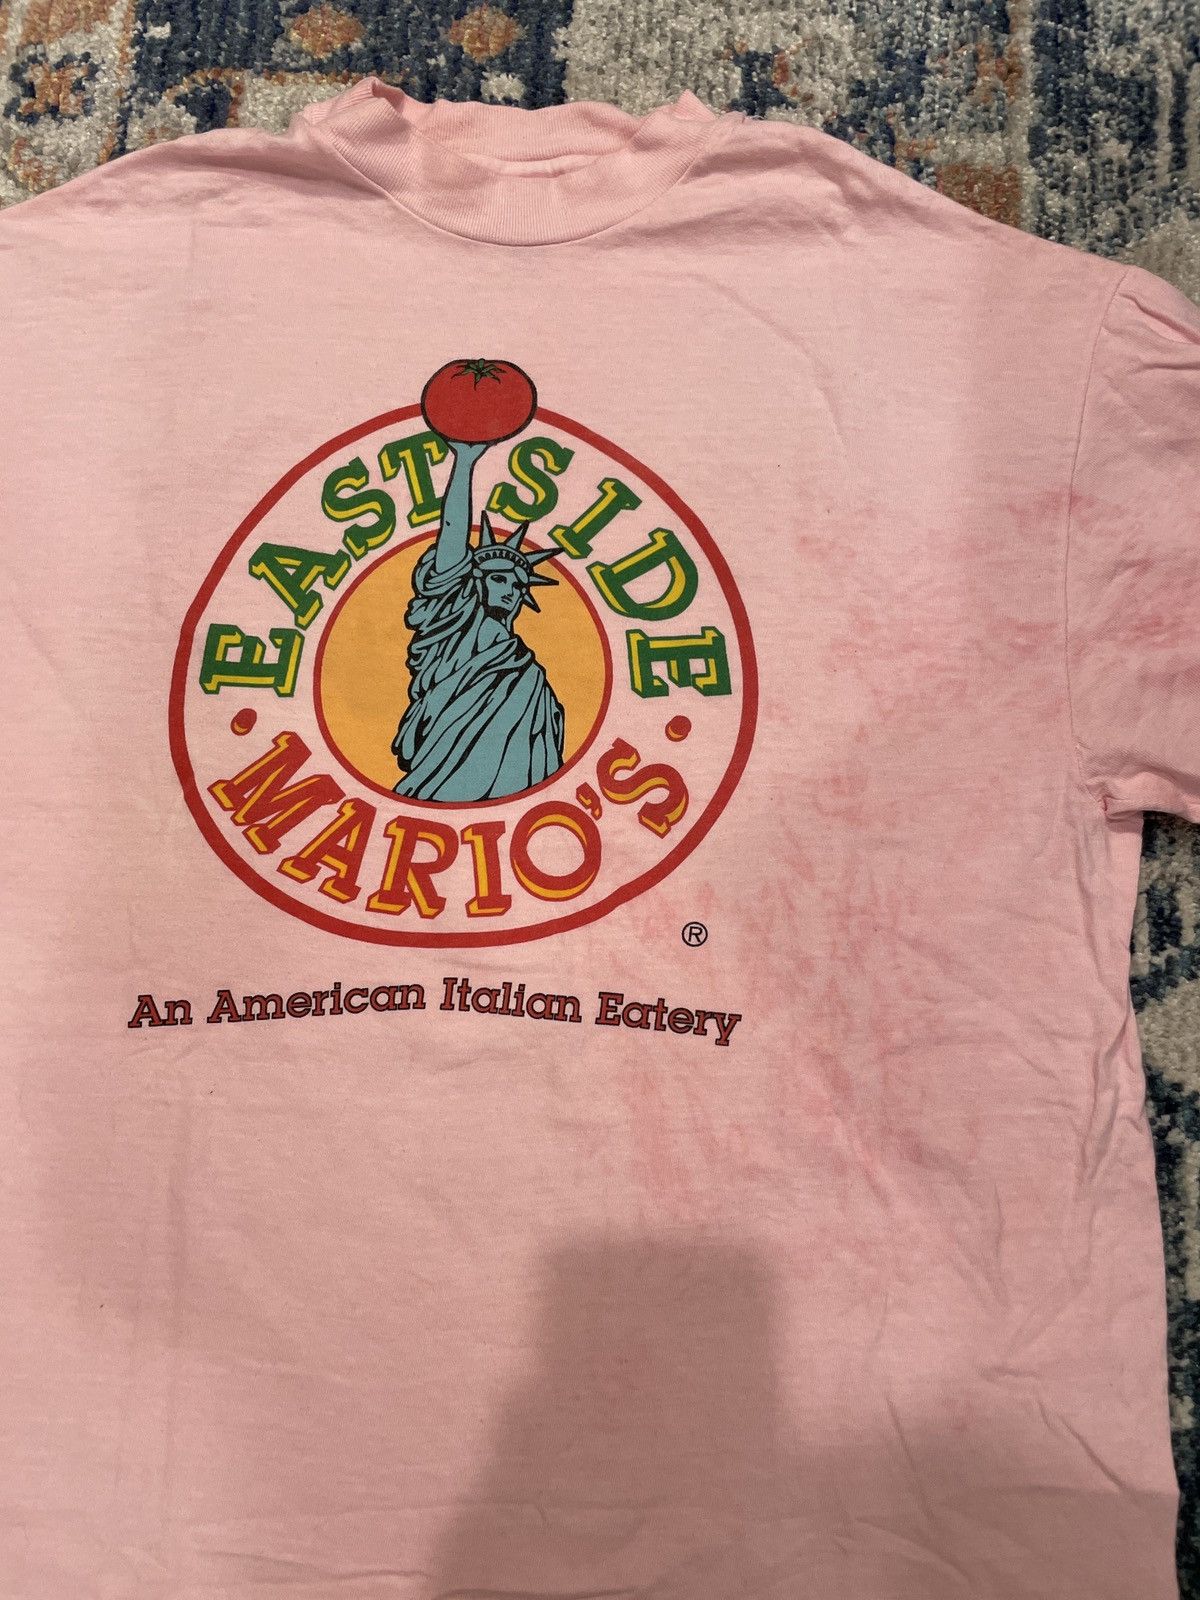 EAST SIDE
• MARIO'S •
®
An American Italian Eatery